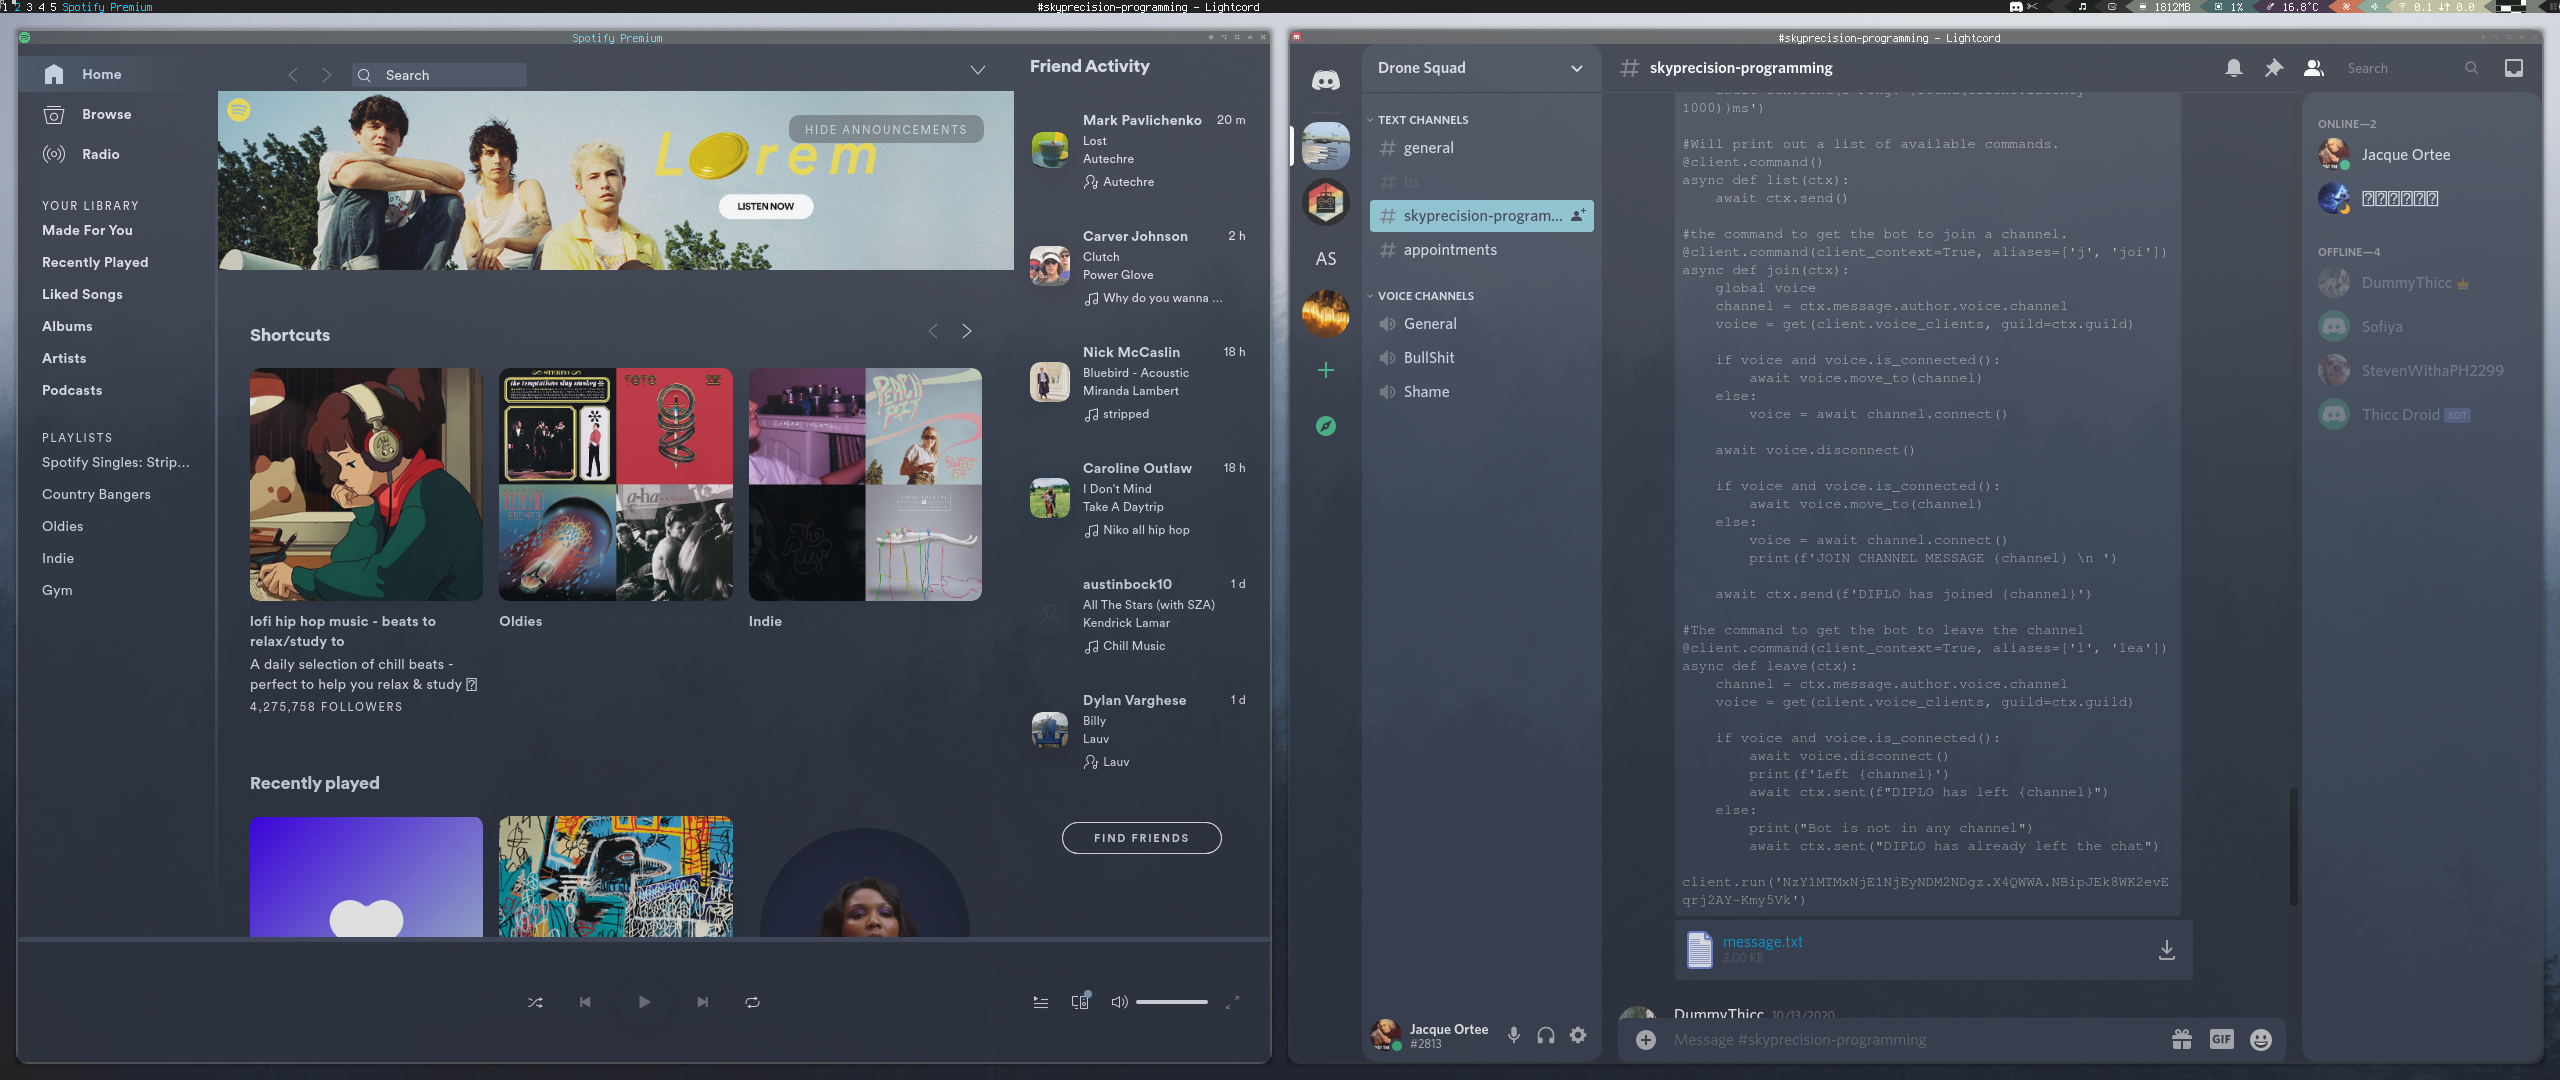 1 2 3 4 5 Spotify Premium
#skyprecision-programming - Lightcord
1812MB
1%
16.8°C
0.1 ↓↑ 0.0
Spotify Premium
Home
Browse
Radio
YOUR LIBRARY
Made For You
Recently Played
Liked Songs
Albums
Artists
Podcasts
PLAYLISTS
Spotify Singles: Strip...
Country Bangers
Oldies
Indie
Gym
Search
HIDE ANNOUNCEMENTS
Lorem
LISTEN NOW
Shortcuts
the temptations sing smokey
TOTO
IV
PEACH PIT
a-ha
lofi hip hop music - beats to
relax/study to
A daily selection of chill beats -
perfect to help you relax & study
4,275,758 FOLLOWERS
Oldies
Indie
Recently played
Friend Activity
Mark Pavlichenko 20 m
Lost
Autechre
Autechre
Carver Johnson 2 h
Clutch
Power Glove
Why do you wanna ...
Nick McCaslin 18 h
Bluebird - Acoustic
Miranda Lambert
stripped
Caroline Outlaw 18 h
I Don't Mind
Take A Daytrip
Niko all hip hop
austinbock10 1 d
All The Stars (with SZA)
Kendrick Lamar
Chill Music
Dylan Varghese 1 d
Billy
Lauv
Lauv
FIND FRIENDS
#skyprecision-programming - Lightcord
AS
Drone Squad
TEXT CHANNELS
general
bs
skyprecision-program...
appointments
VOICE CHANNELS
General
BullShit
Shame
Jacque Ortee
#2813
# skyprecision-programming
Search
1000)}ms')
#Will print out a list of available commands.
@client.command()
async def list(ctx):
    await ctx.send()
#the command to get the bot to join a channel.
@client.command(client_context=True, aliases=['j', 'joi'])
async def join(ctx):
    global voice
    channel = ctx.message.author.voice.channel
    voice = get(client.voice_clients, guild=ctx.guild)
    if voice and voice.is_connected():
        await voice.move_to(channel)
    else:
        voice = await channel.connect()
    await voice.disconnect()
    if voice and voice.is_connected():
        await voice.move_to(channel)
    else:
        voice = await channel.connect()
        print(f'JOIN CHANNEL MESSAGE {channel} \n ')
    await ctx.send(f'DIPLO has joined {channel}')
#The command to get the bot to leave the channel
@client.command(client_context=True, aliases=['l', 'lea'])
async def leave(ctx):
    channel = ctx.message.author.voice.channel
    voice = get(client.voice_clients, guild=ctx.guild)
    if voice and voice.is_connected():
        await voice.disconnect()
        print(f'Left {channel}')
        await ctx.sent(f"DIPLO has left {channel}")
    else:
        print("Bot is not in any channel")
        await ctx.sent("DIPLO has already left the chat")
client.run('NzY1MTMxNjE1NjEyNDM2NDgz.X4QWWA.NBipJEk8WK2evE
qrj2AY-Kmy5Vk')
message.txt
2.00 KB
DummyThicc 10/13/2020
Message #skyprecision-programming
GIF
ONLINE—2
Jacque Ortee
OFFLINE—4
DummyThicc
Sofiya
StevenWithaPH2299
Thicc Droid BOT